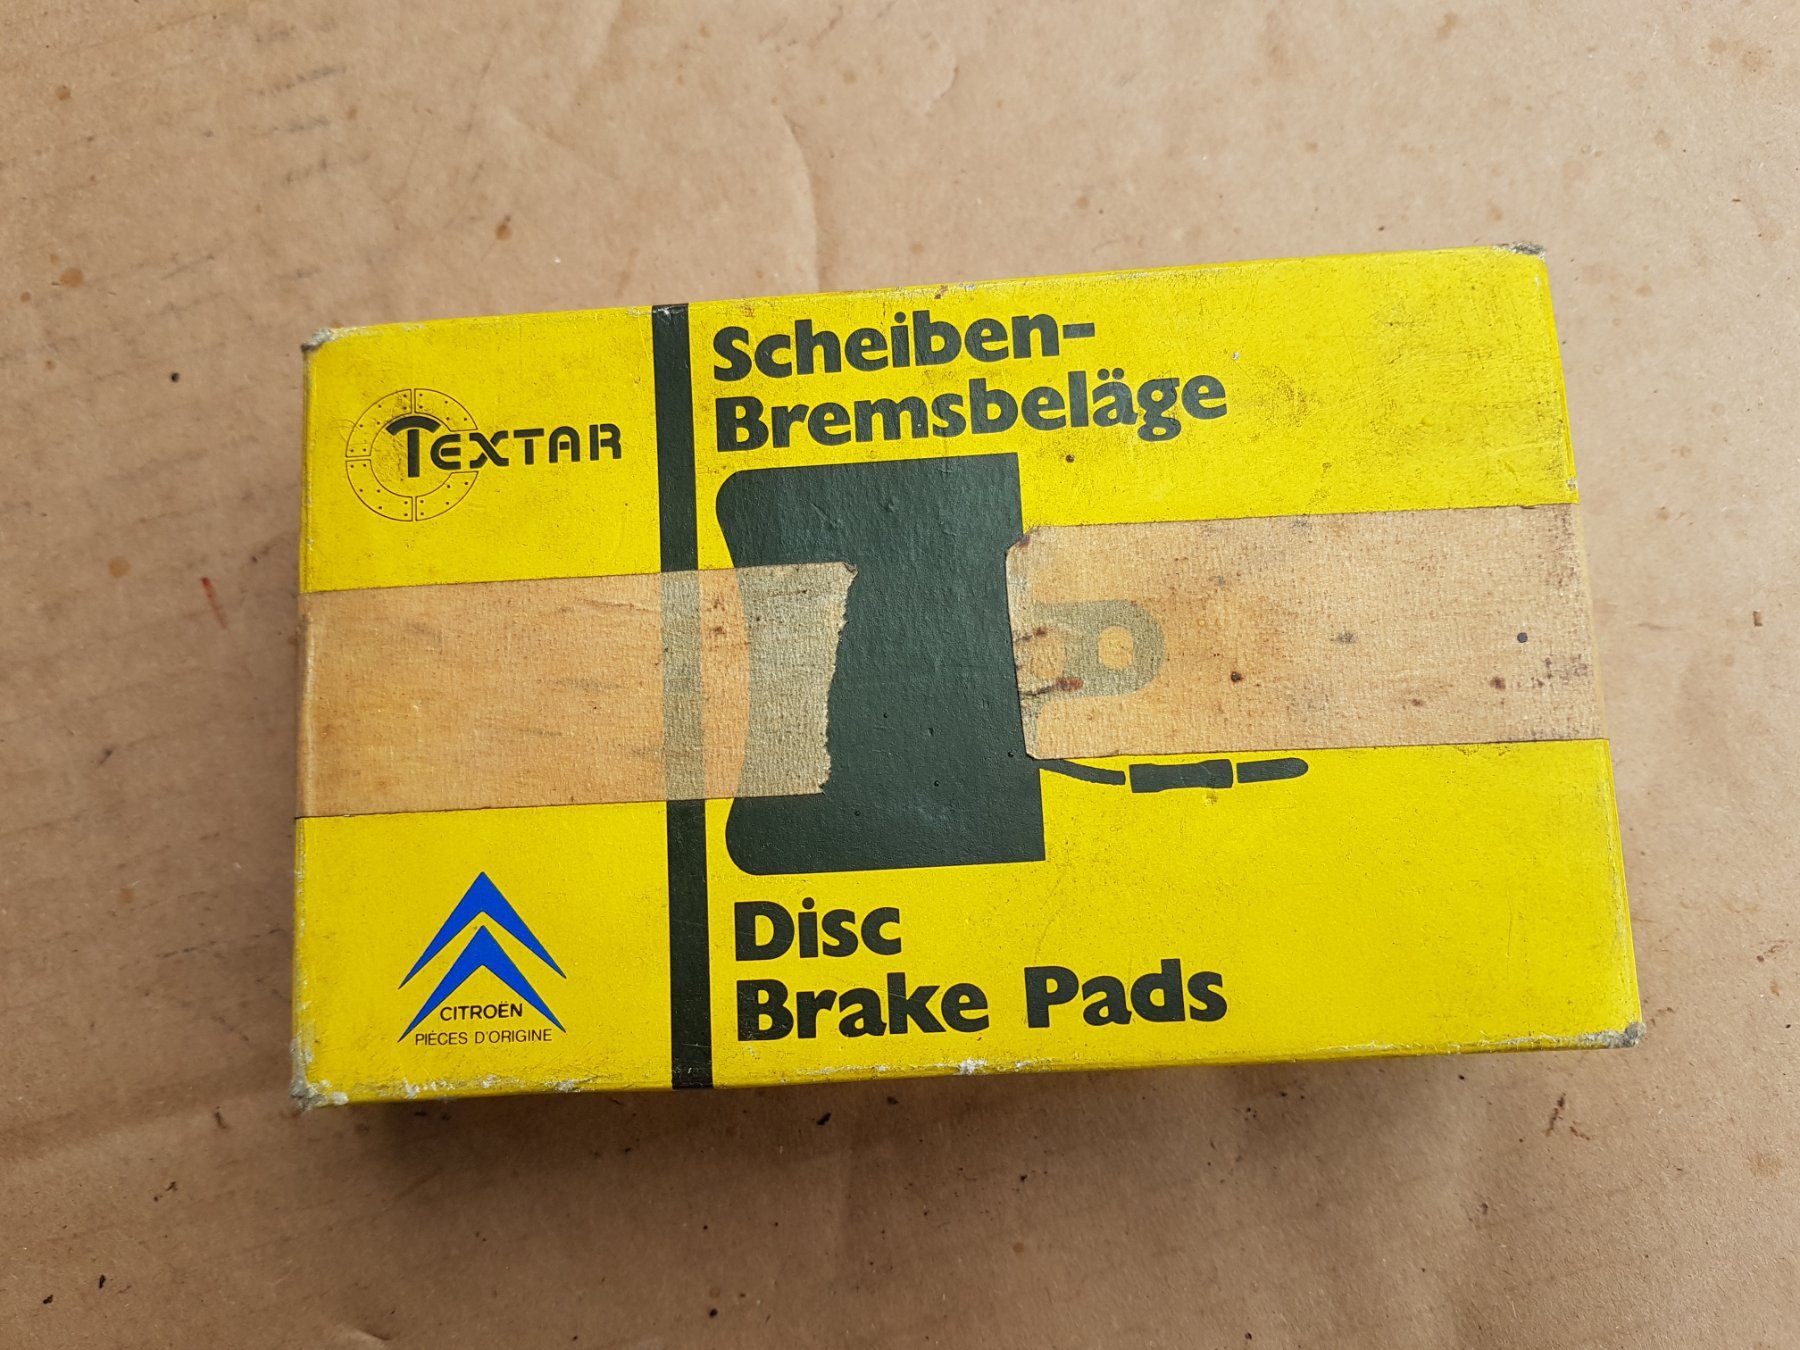 TEXTAR
Scheiben-
Bremsbeläge
CITROËN
PIÈCES D'ORIGINE
Disc
Brake Pads